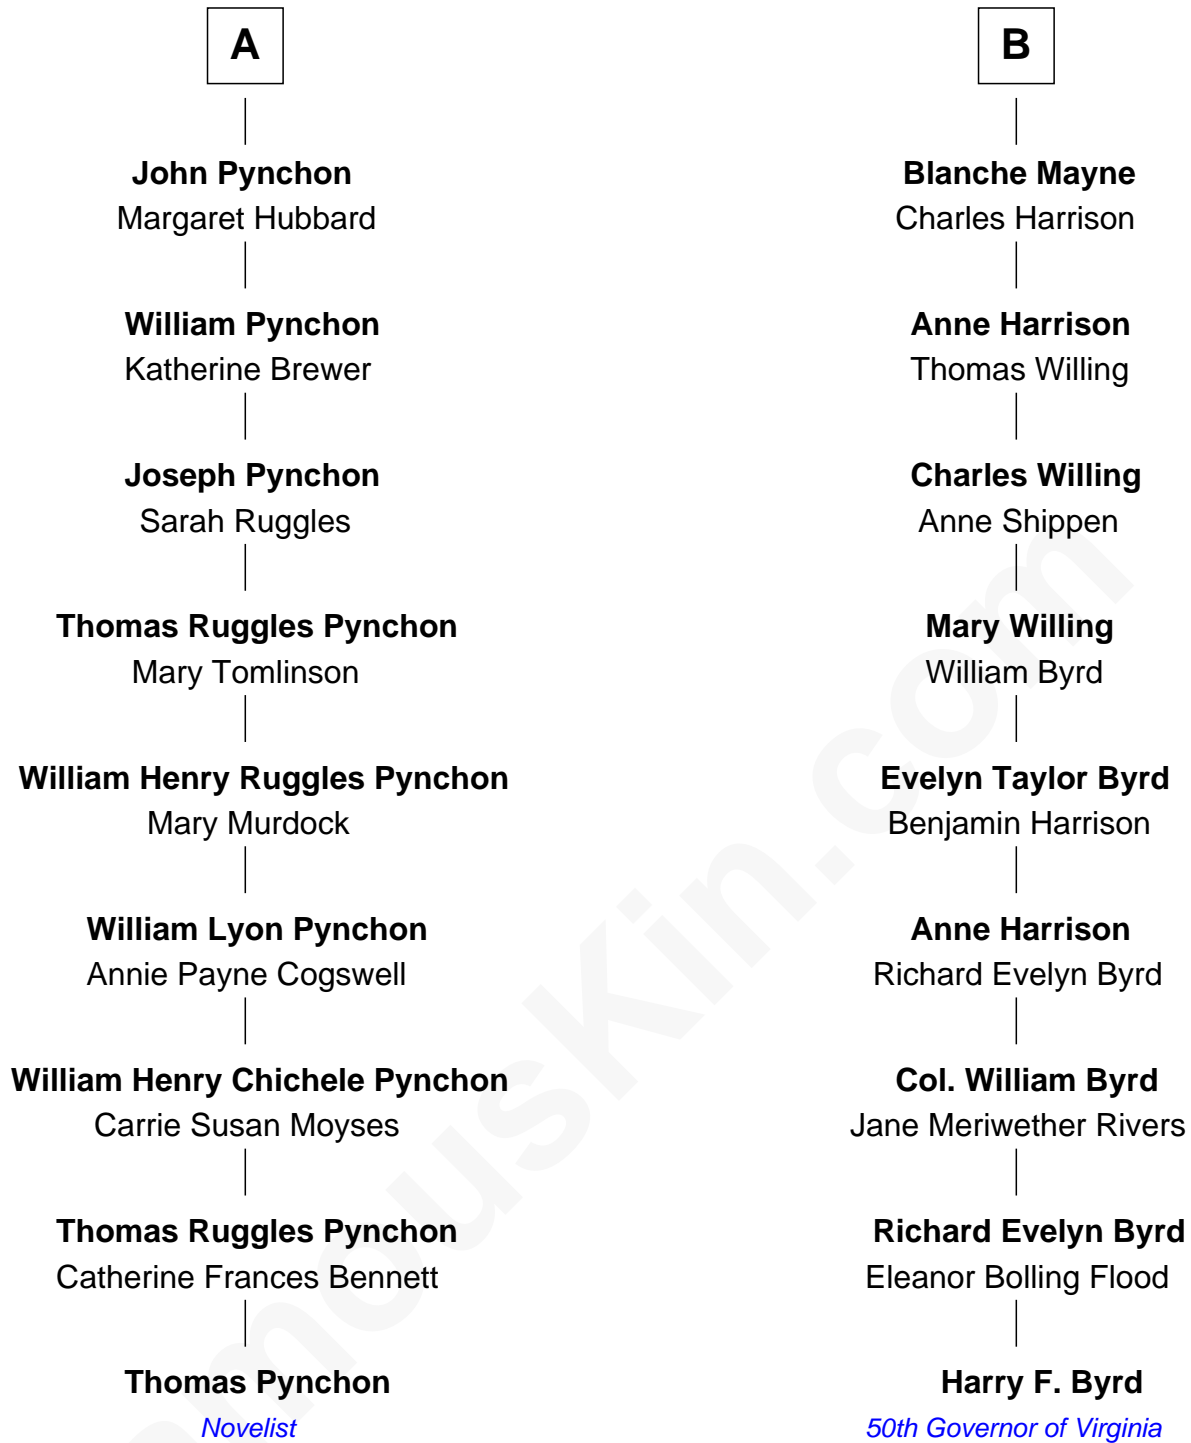 A
John Pynchon
Margaret Hubbard
William Pynchon
Katherine Brewer
Joseph Pynchon
Sarah Ruggles
Thomas Ruggles Pynchon
Mary Tomlinson
William Henry Ruggles Pynchon
Mary Murdock
William Lyon Pynchon
Annie Payne Cogswell
William Henry Chichele Pynchon
Carrie Susan Moyses
Thomas Ruggles Pynchon
Catherine Frances Bennett
Thomas Pynchon
Novelist
B
Blanche Mayne
Charles Harrison
Anne Harrison
Thomas Willing
Charles Willing
Anne Shippen
Mary Willing
William Byrd
Evelyn Taylor Byrd
Benjamin Harrison
Anne Harrison
Richard Evelyn Byrd
Col. William Byrd
Jane Meriwether Rivers
Richard Evelyn Byrd
Eleanor Bolling Flood
Harry F. Byrd
50th Governor of Virginia
famouskin.com